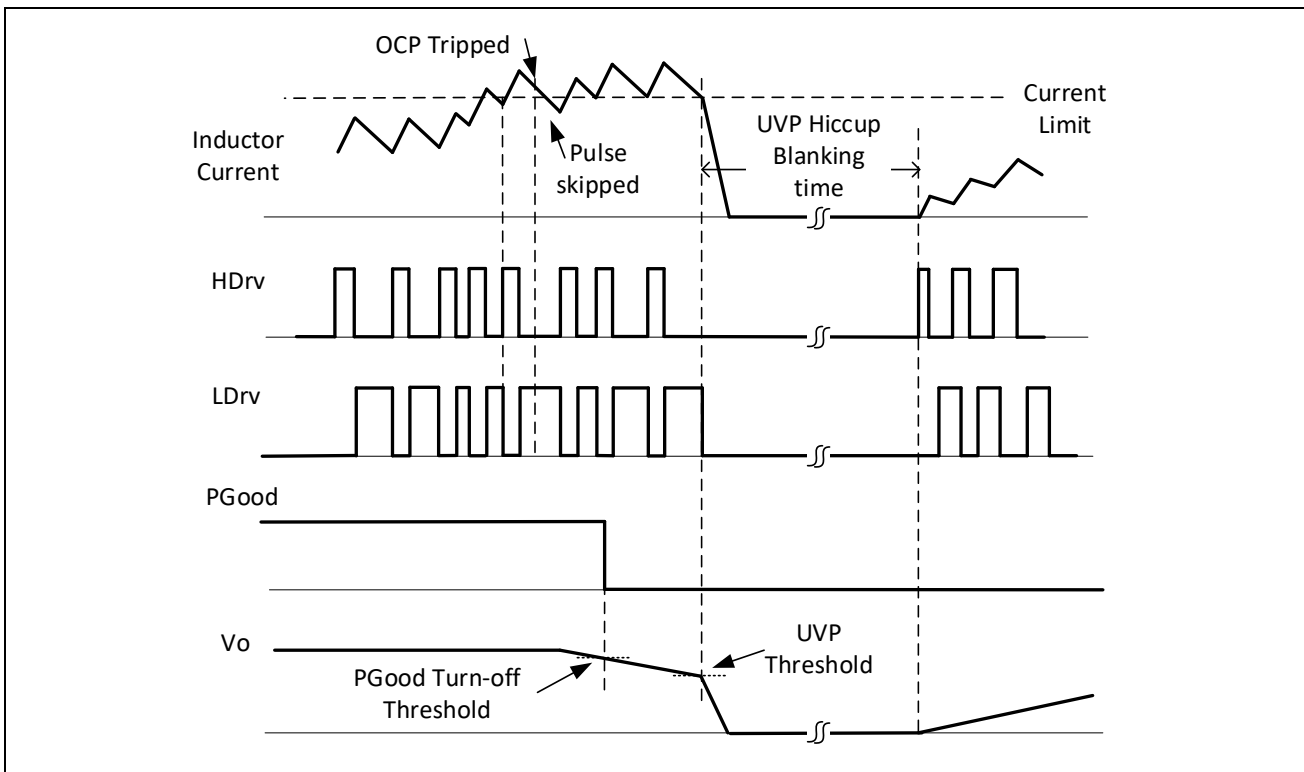 OCP Tripped
Current
Limit
UVP Hiccup
Blanking
time
Inductor
Current
Pulse
skipped
HDrv
LDrv
PGood
Vo
UVP
Threshold
PGood Turn-off
Threshold